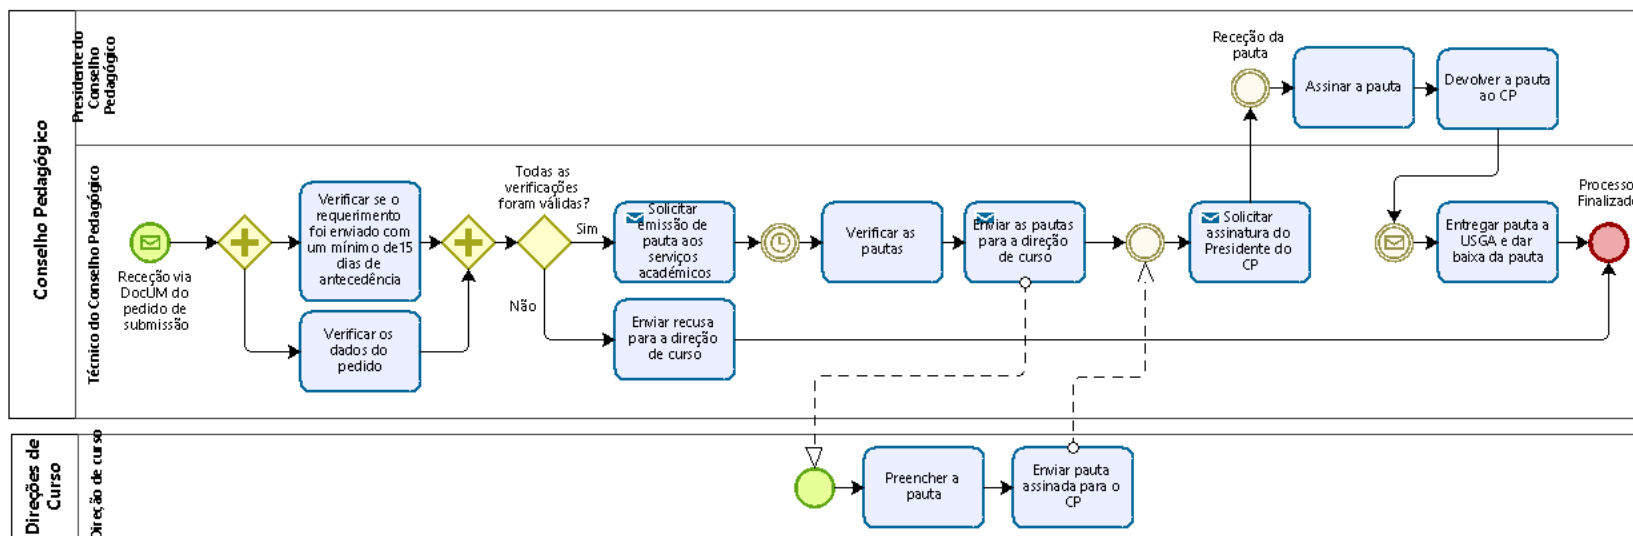 Conselho Pedagógico
Presidente do
Conselho
Pedagógico
Receção da
pauta
Assinar a pauta
Devolver a pauta
ao CP
Técnico do Conselho Pedagógico
Receção via
DocUM do
pedido de
submissão
Verificar se o
requerimento
foi enviado com
um mínimo de15
dias de
antecedência
Verificar os
dados do
pedido
Todas as
verificações
foram válidas?
Sim
Não
Solicitar
emissão de
pauta aos
serviços
académicos
Enviar recusa
para a direção
de curso
Verificar as
pautas
Enviar as pautas
para a direção
de curso
Solicitar
assinatura do
Presidente do
CP
Entregar pauta a
USGA e dar
baixa da pauta
Processo
Finalizado
Direções de
Curso
Direção de curso
Preencher a
pauta
Enviar pauta
assinada para o
CP